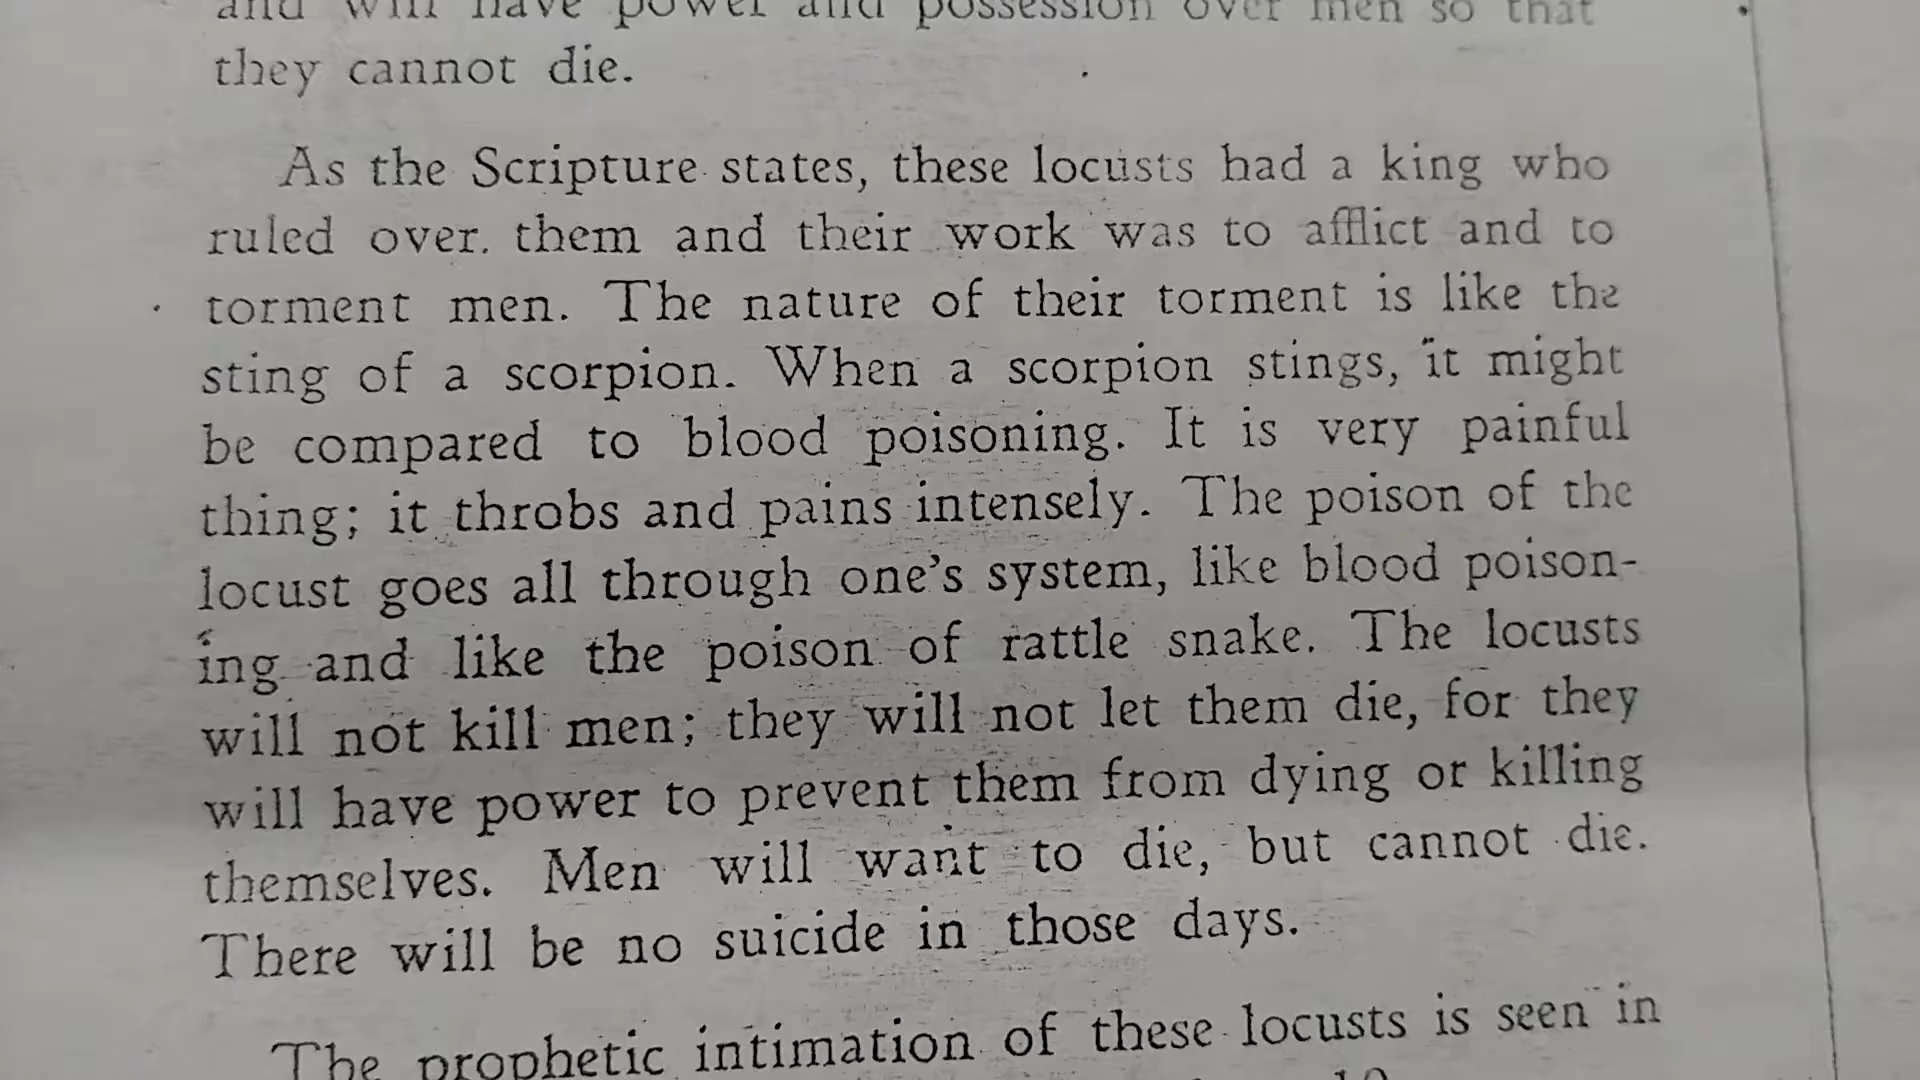 and will have power and possession over men so that
they cannot die.
As the Scripture states, these locusts had a king who
ruled over. them and their work was to afflict and to
torment men. The nature of their torment is like the
sting of a scorpion. When a scorpion stings, it might
be compared to blood poisoning. It is very painful
thing; it throbs and pains intensely. The poison of the
locust goes all through one's system, like blood poison-
ing and like the poison of rattle snake. The locusts
will not kill men; they will not let them die, for they
will have power to prevent them from dying or killing
themselves. Men will want to die, but cannot die.
There will be no suicide in those days.
The prophetic intimation of these locusts is seen in